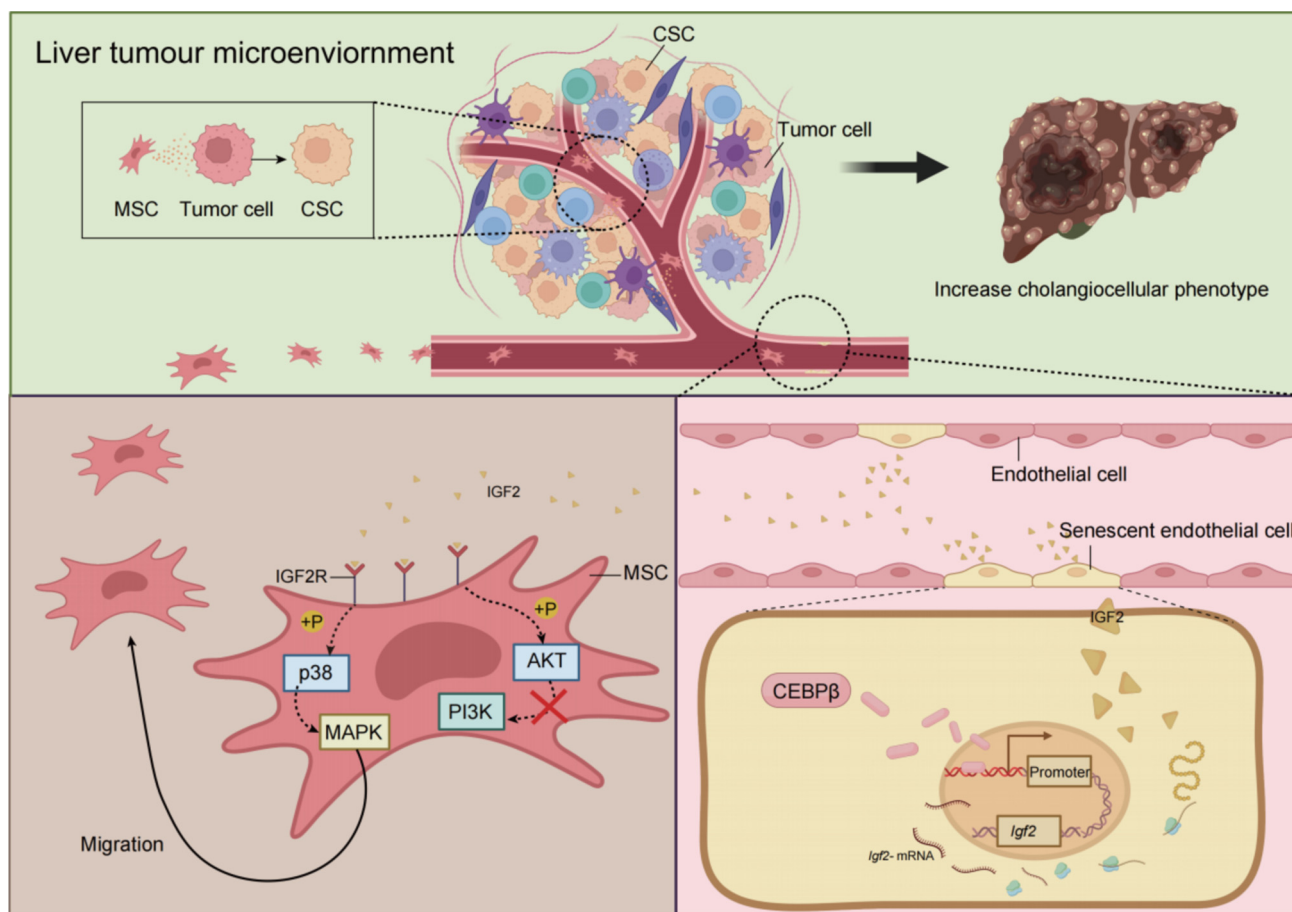 Liver tumour microenviornment
CSC
Tumor cell
MSC
Tumor cell
CSC
Increase cholangiocellular phenotype
IGF2
IGF2R
MSC
+P
+P
p38
AKT
PI3K
MAPK
Migration
Endothelial cell
Senescent endothelial cell
IGF2
CEBPβ
Promoter
Igf2
Igf2- mRNA